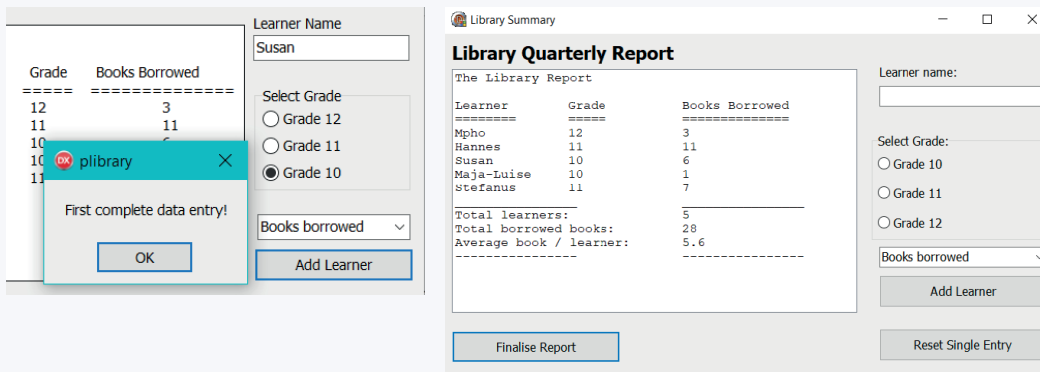 Learner Name
Susan
Grade Books Borrowed
===== ==============
12 3
11 11
10
10
11
Select Grade
Grade 12
Grade 11
Grade 10
plibrary
First complete data entry!
OK
Books borrowed
Add Learner
Library Summary
Library Quarterly Report
The Library Report
Learner Grade Books Borrowed
======== ===== ==============
Mpho 12 3
Hannes 11 11
Susan 10 6
Maja-Luise 10 1
Stefanus 11 7
Total learners: 5
Total borrowed books: 28
Average book / learner: 5.6
---------------- ----------------
Finalise Report
Learner name:
Select Grade:
Grade 10
Grade 11
Grade 12
Books borrowed
Add Learner
Reset Single Entry